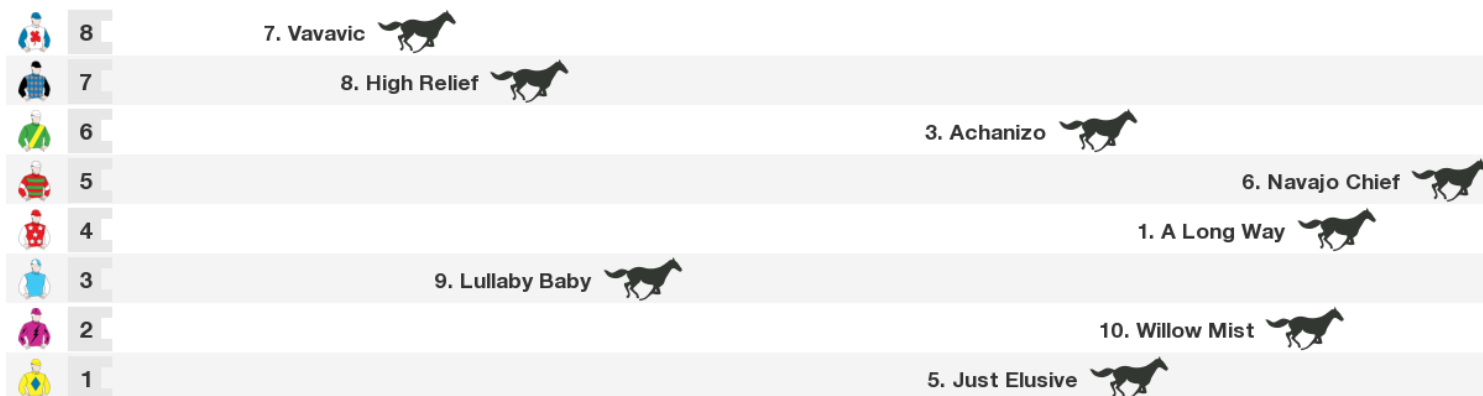 8 7. Vavavic
7 8. High Relief
6 3. Achanizo
5 6. Navajo Chief
4 1. A Long Way
3 9. Lullaby Baby
2 10. Willow Mist
1 5. Just Elusive